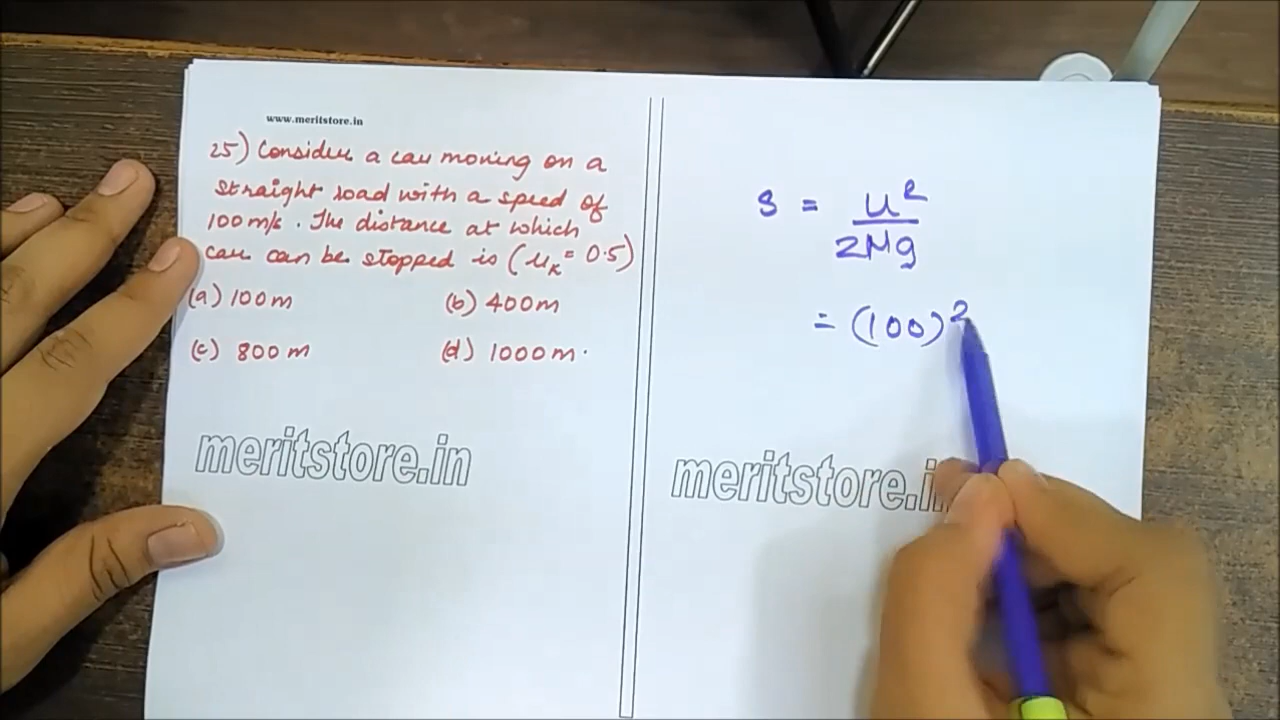 www.meritstore.in
25) Consider a car moving on a
straight road with a speed of
100 m/s. The distance at which
car can be stopped is (μK = 0.5)
(a) 100 m (b) 400 m
(c) 800 m (d) 1000 m.
meritstore.in
S = u²/2μg
= (100)²
meritstore.i